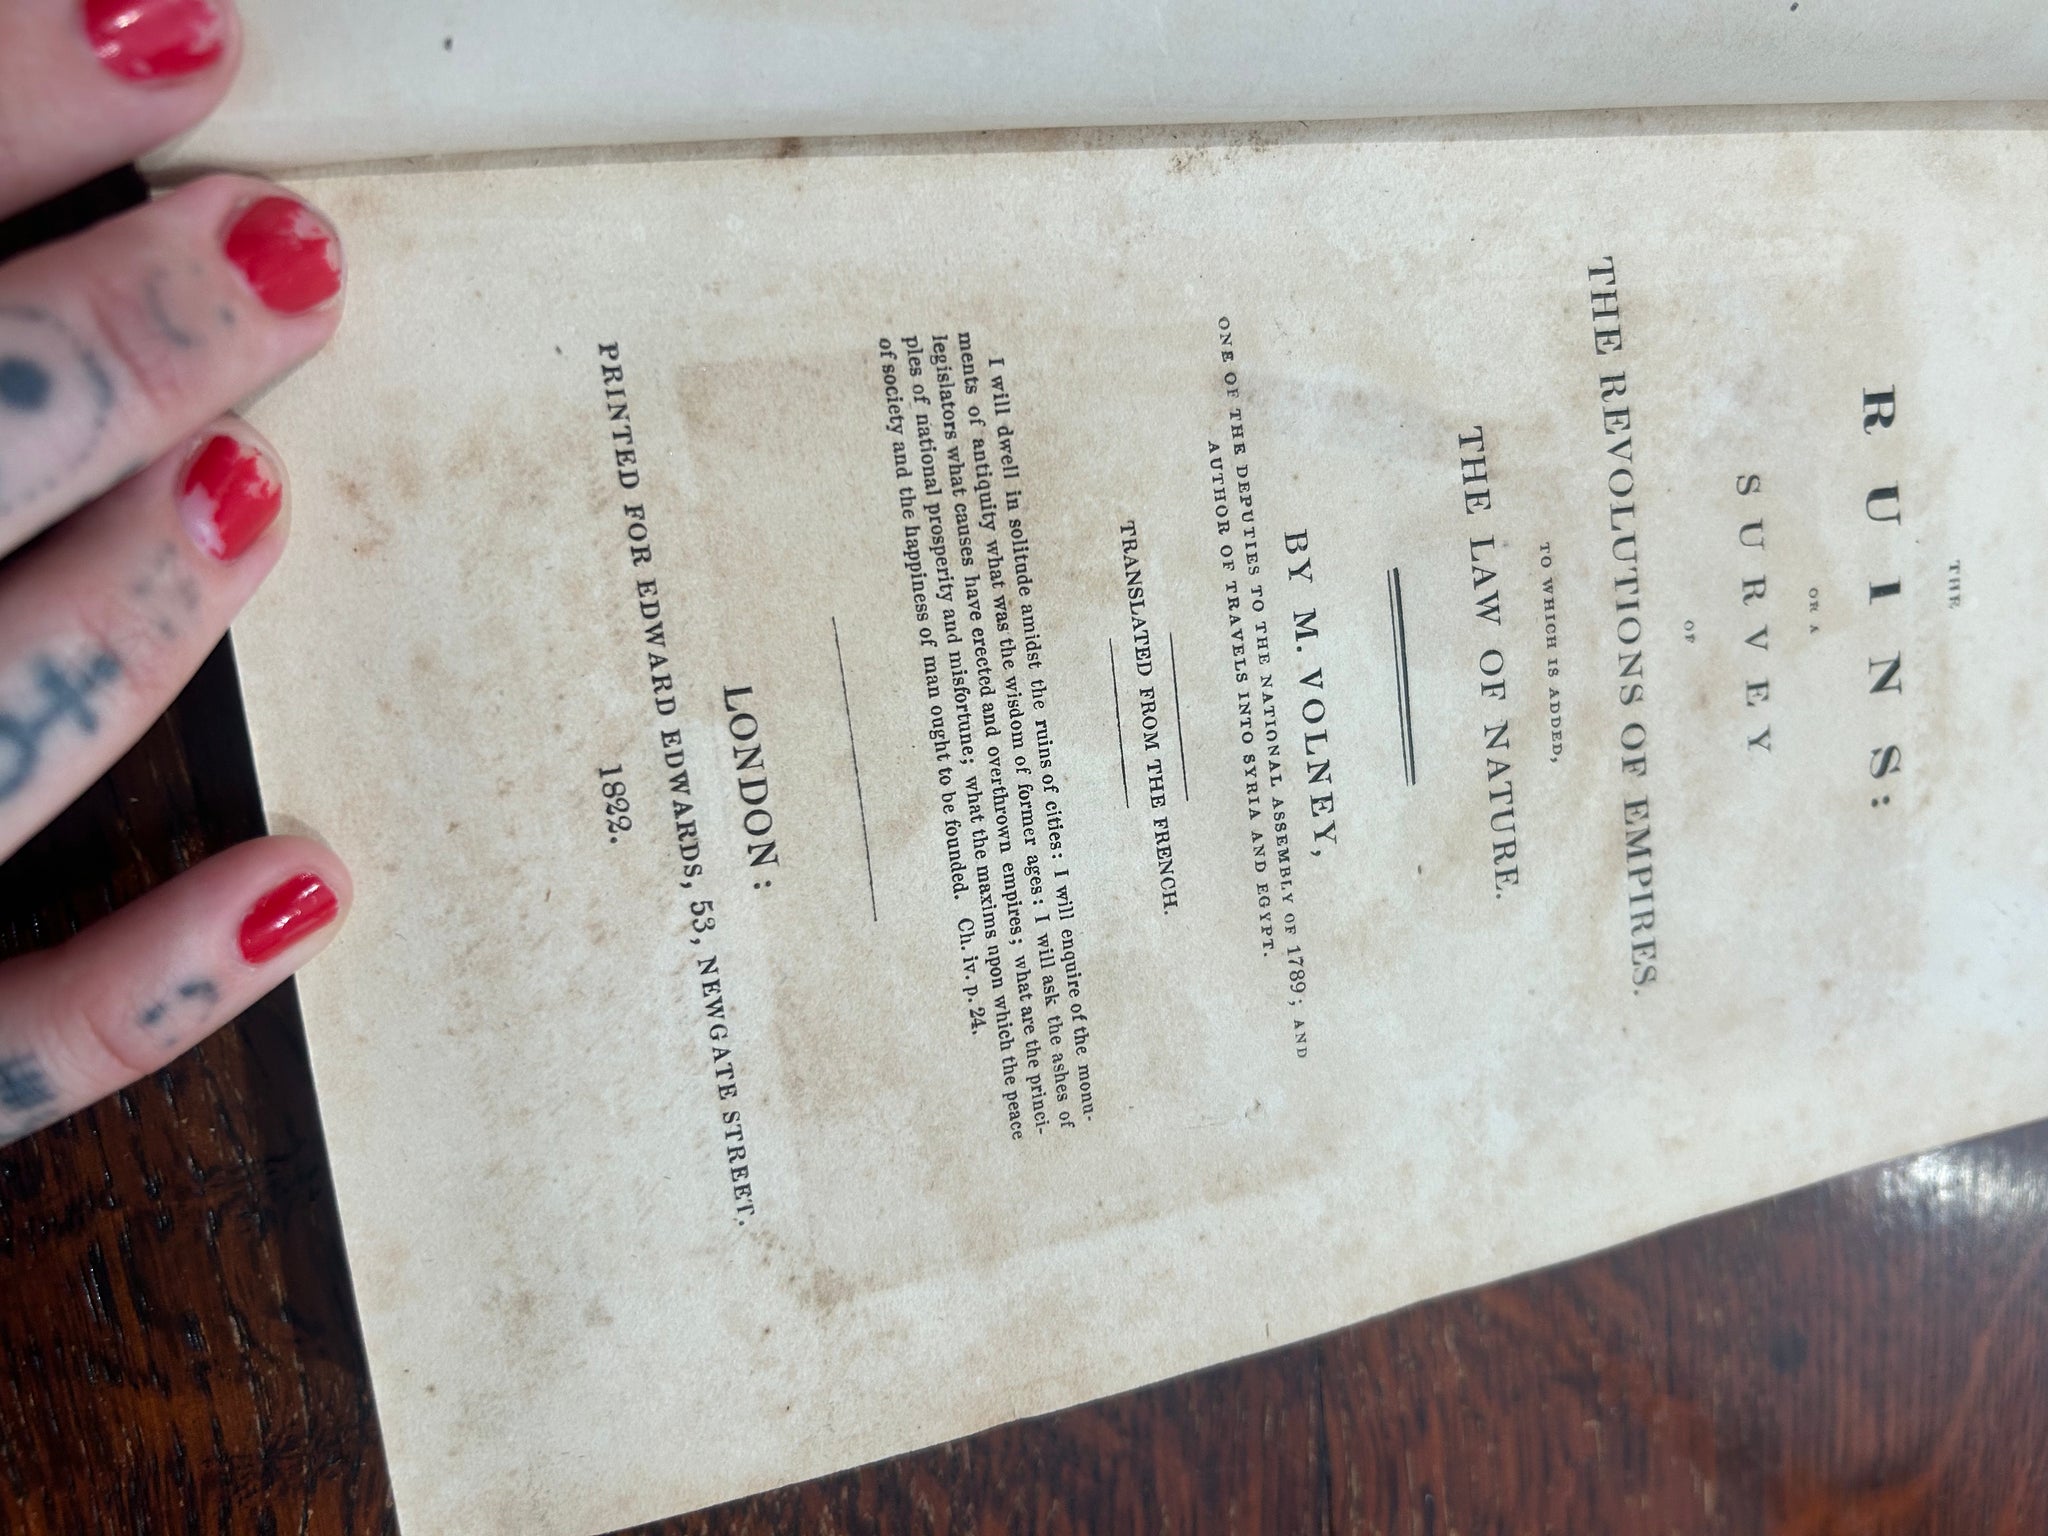 THE
RUINS:
OR A
SURVEY
OF
THE REVOLUTIONS OF EMPIRES.
TO WHICH IS ADDED,
THE LAW OF NATURE.
BY M. VOLNEY,
ONE OF THE DEPUTIES TO THE NATIONAL ASSEMBLY OF 1789; AND
AUTHOR OF TRAVELS INTO SYRIA AND EGYPT.
TRANSLATED FROM THE FRENCH.
I will dwell in solitude amidst the ruins of cities: I will enquire of the monu-
ments of antiquity what was the wisdom of former ages: I will ask the ashes of
legislators what causes have erected and overthrown empires; what are the princi-
ples of national prosperity and misfortune; what the maxims upon which the peace
of society and the happiness of man ought to be founded. Ch. iv. p. 24.
LONDON:
PRINTED FOR EDWARD EDWARDS, 53, NEWGATE STREET.
1822.